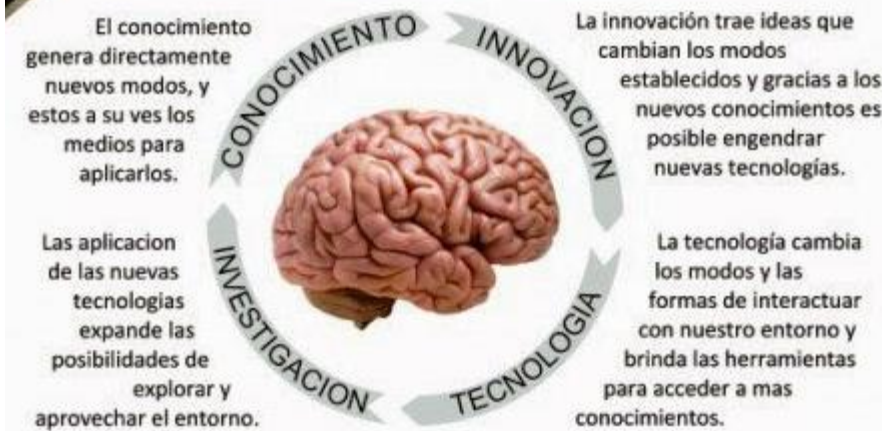 El conocimiento
genera directamente
nuevos modos, y
estos a su ves los
medios para
aplicarlos.
CONOCIMIENTO
INNOVACION
La innovación trae ideas que
cambian los modos
establecidos y gracias a los
nuevos conocimientos es
posible engendrar
nuevas tecnologías.
Las aplicacion
de las nuevas
tecnologias
expande las
posibilidades de
explorar y
aprovechar el entorno.
INVESTIGACION
TECNOLOGIA
La tecnología cambia
los modos y las
formas de interactuar
con nuestro entorno y
brinda las herramientas
para acceder a mas
conocimientos.